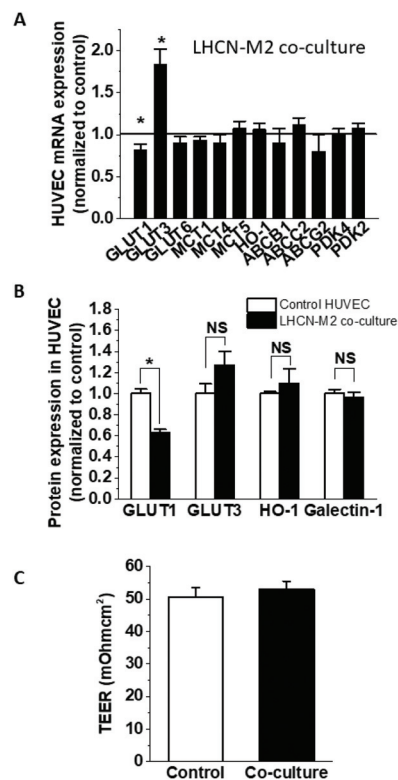 A
LHCN-M2 co-culture
HUVEC mRNA expression
(normalized to control)
2.0
1.5
1.0
0.5
0.0
*
*
GLUT1
GLUT3
GLUT6
MCT1
MCT4
MCT5
HO-1
ABCB1
ABCC2
ABCG2
PDK4
PDK2
B
Control HUVEC
LHCN-M2 co-culture
Protein expression in HUVEC
(normalized to control)
1.8
1.6
1.4
1.2
1.0
0.8
0.6
0.4
0.2
0.0
*
NS
NS
NS
GLUT1 GLUT3 HO-1 Galectin-1
C
TEER (mOhmcm²)
60
50
40
30
20
10
0
Control Co-culture